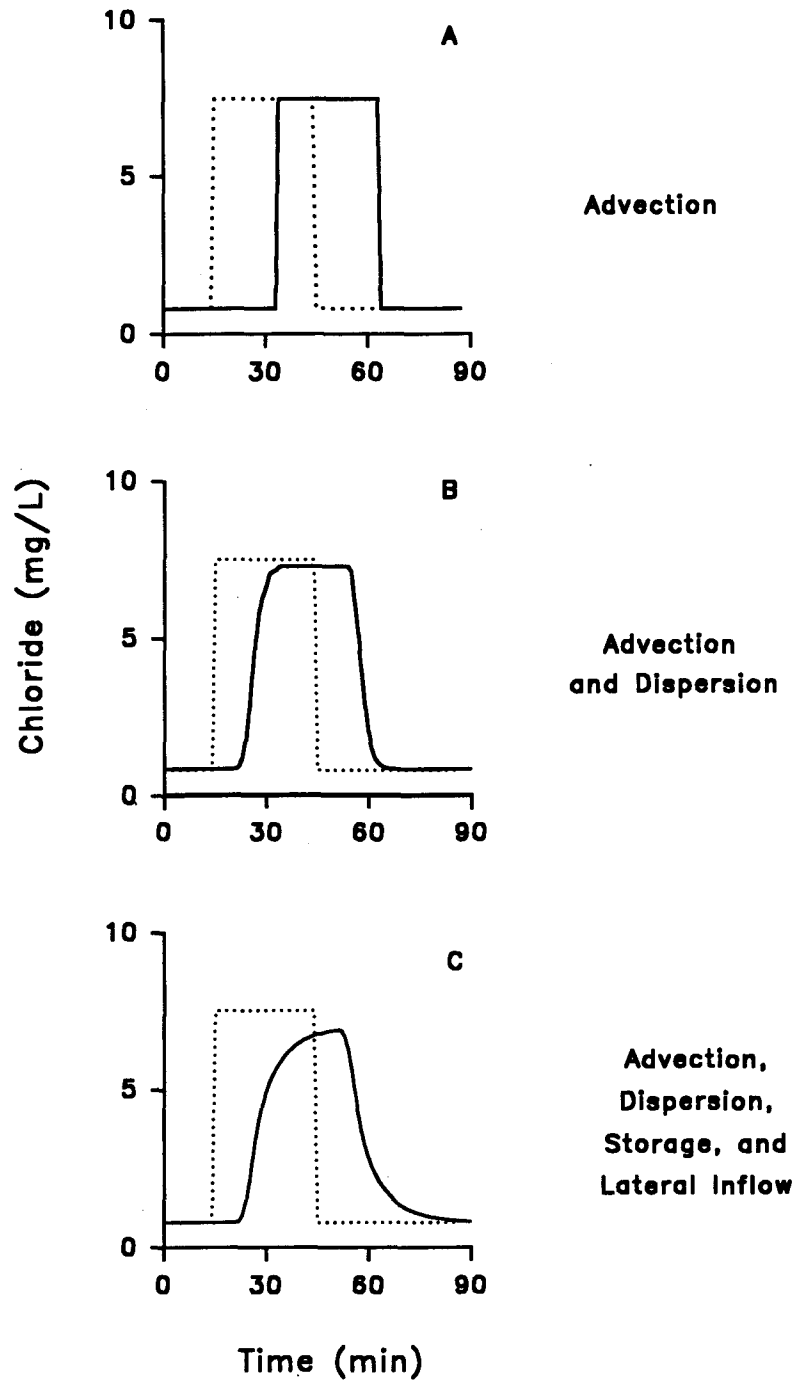 10
A
5
Advection
0
0 30 60 90
10
B
Chloride (mg/L)
5
Advection
and Dispersion
0
0 30 60 90
10
C
5
Advection,
Dispersion,
Storage, and
Lateral Inflow
0
0 30 60 90
Time (min)